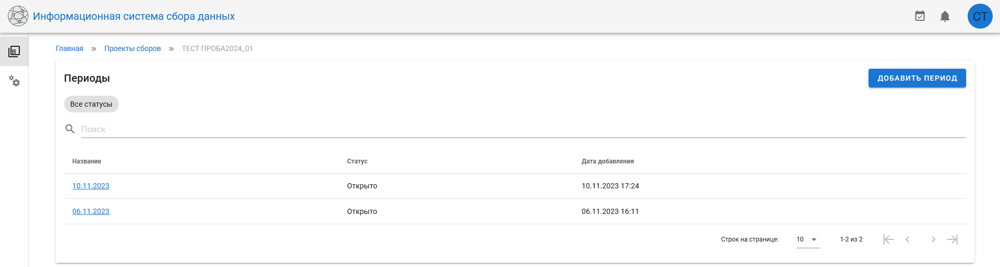 Информационная система сбора данных
СТ
Главная » Проекты сборов » ТЕСТ ПРОБА2024_01
Периоды
ДОБАВИТЬ ПЕРИОД
Все статусы
Поиск
Название Статус Дата добавления
10.11.2023 Открыто 10.11.2023 17:24
06.11.2023 Открыто 06.11.2023 16:11
Строк на странице: 10 1-2 из 2